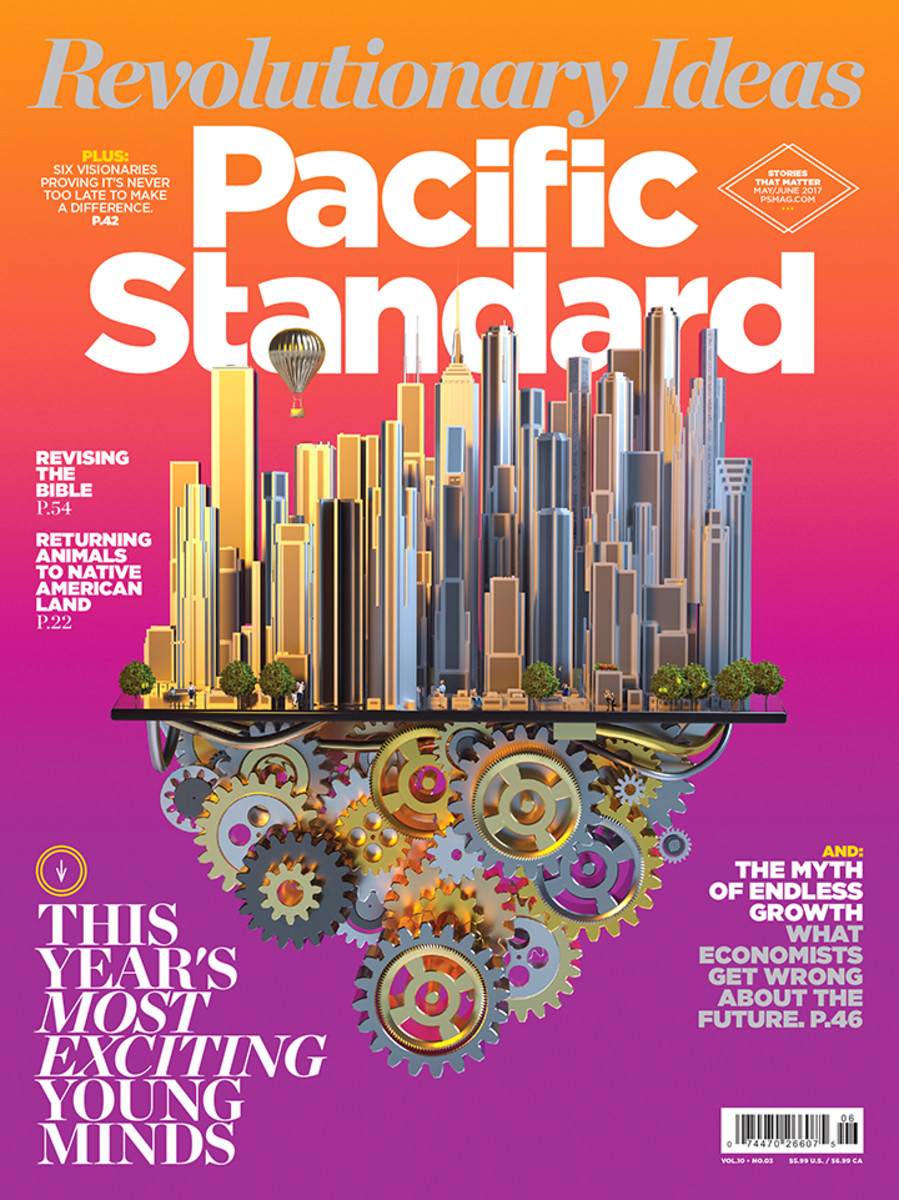 Revolutionary Ideas
PLUS:
SIX VISIONARIES
PROVING IT'S NEVER
TOO LATE TO MAKE
A DIFFERENCE.
P.42
Pacific
Standard
STORIES
THAT MATTER
MAY/JUNE 2017
PSMAG.COM
REVISING
THE
BIBLE
P.54
RETURNING
ANIMALS
TO NATIVE
AMERICAN
LAND
P.22
THIS
YEAR'S
MOST
EXCITING
YOUNG
MINDS
AND:
THE MYTH
OF ENDLESS
GROWTH
WHAT
ECONOMISTS
GET WRONG
ABOUT THE
FUTURE. P.46
06
0 74470 26607 5
VOL.10 • NO.03 $5.99 U.S. / $6.99 CA